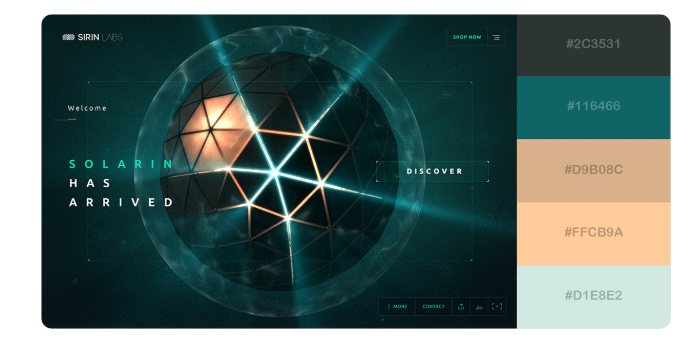 SIRIN LABS
SHOP NOW
Welcome
SOLARIN
HAS
ARRIVED
DISCOVER
MORE
CONTACT
#2C3531
#116466
#D9B08C
#FFCB9A
#D1E8E2